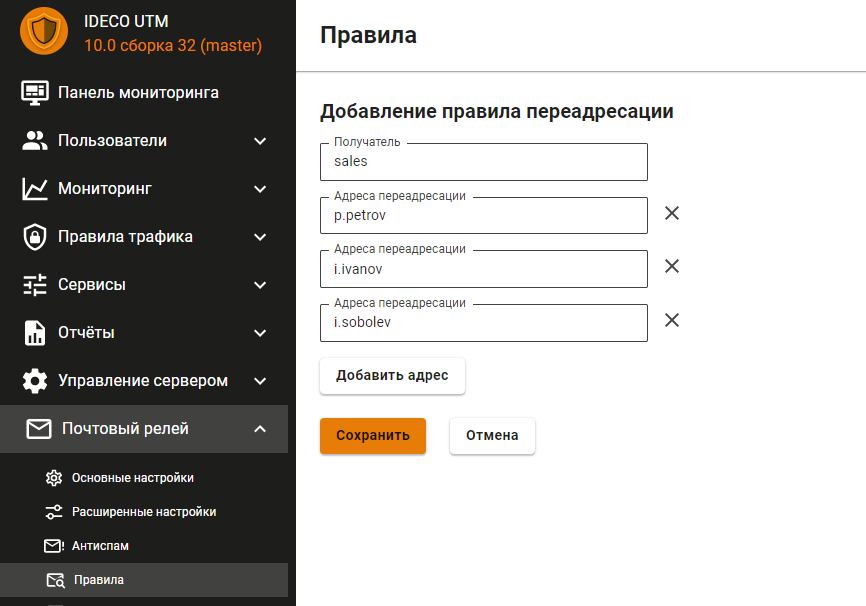 IDECO UTM
10.0 сборка 32 (master)
Панель мониторинга
Пользователи
Мониторинг
Правила трафика
Сервисы
Отчёты
Управление сервером
Почтовый релей
Основные настройки
Расширенные настройки
Антиспам
Правила
Правила
Добавление правила переадресации
Получатель
sales
Адреса переадресации
p.petrov
Адреса переадресации
i.ivanov
Адреса переадресации
i.sobolev
Добавить адрес
Сохранить
Отмена